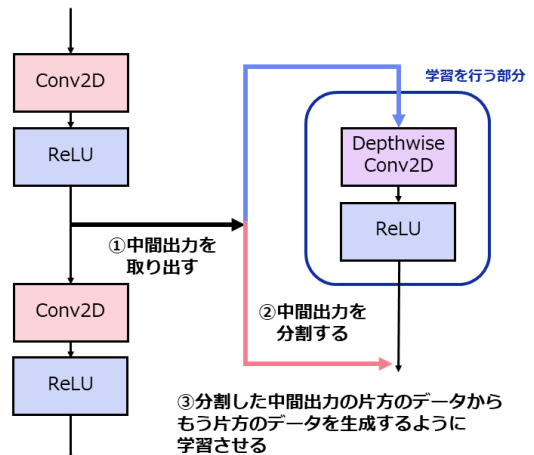 Conv2D
ReLU
①中間出力を
取り出す
Conv2D
ReLU
学習を行う部分
Depthwise
Conv2D
ReLU
②中間出力を
分割する
③分割した中間出力の片方のデータから
もう片方のデータを生成するように
学習させる